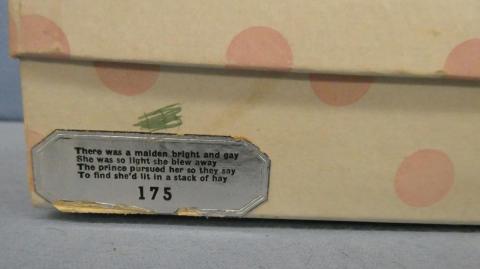 There was a maiden bright and gay
She was so light she blew away
The prince pursued her so they say
To find she'd lit in a stack of hay
175